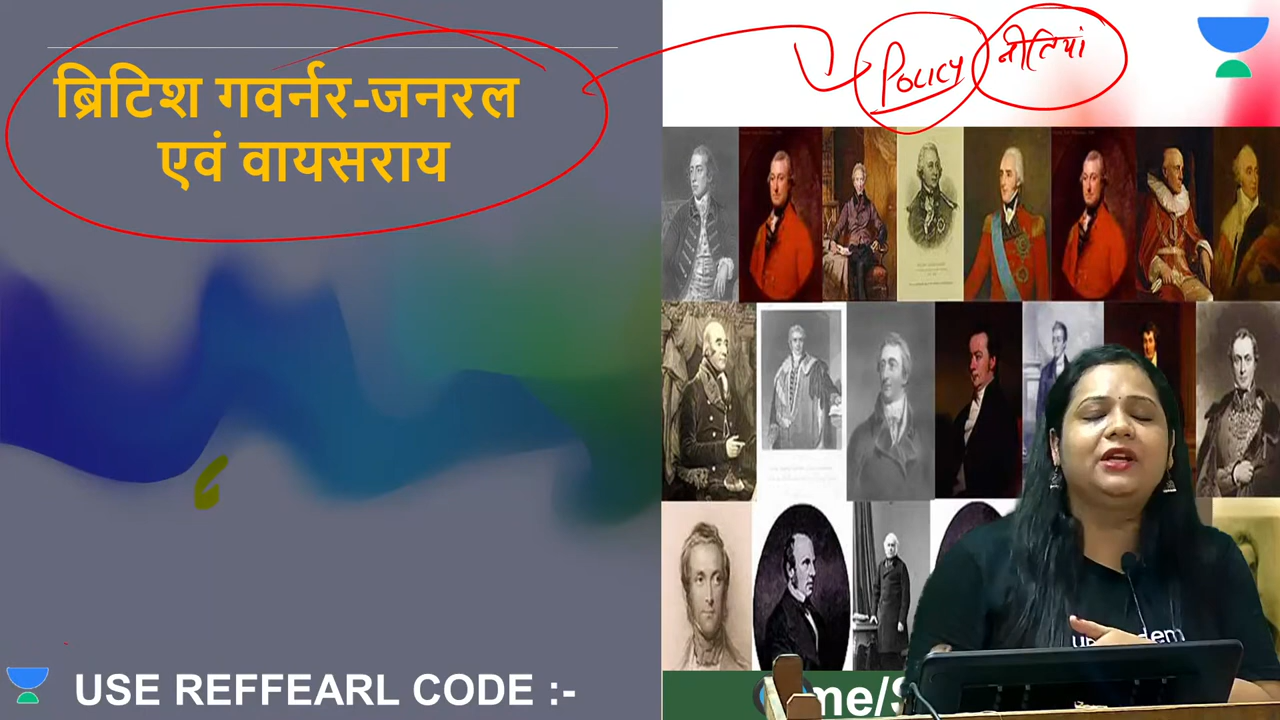 ब्रिटिश गवर्नर-जनरल
एवं वायसराय
POLICY नीतियां
USE REFFEARL CODE :-